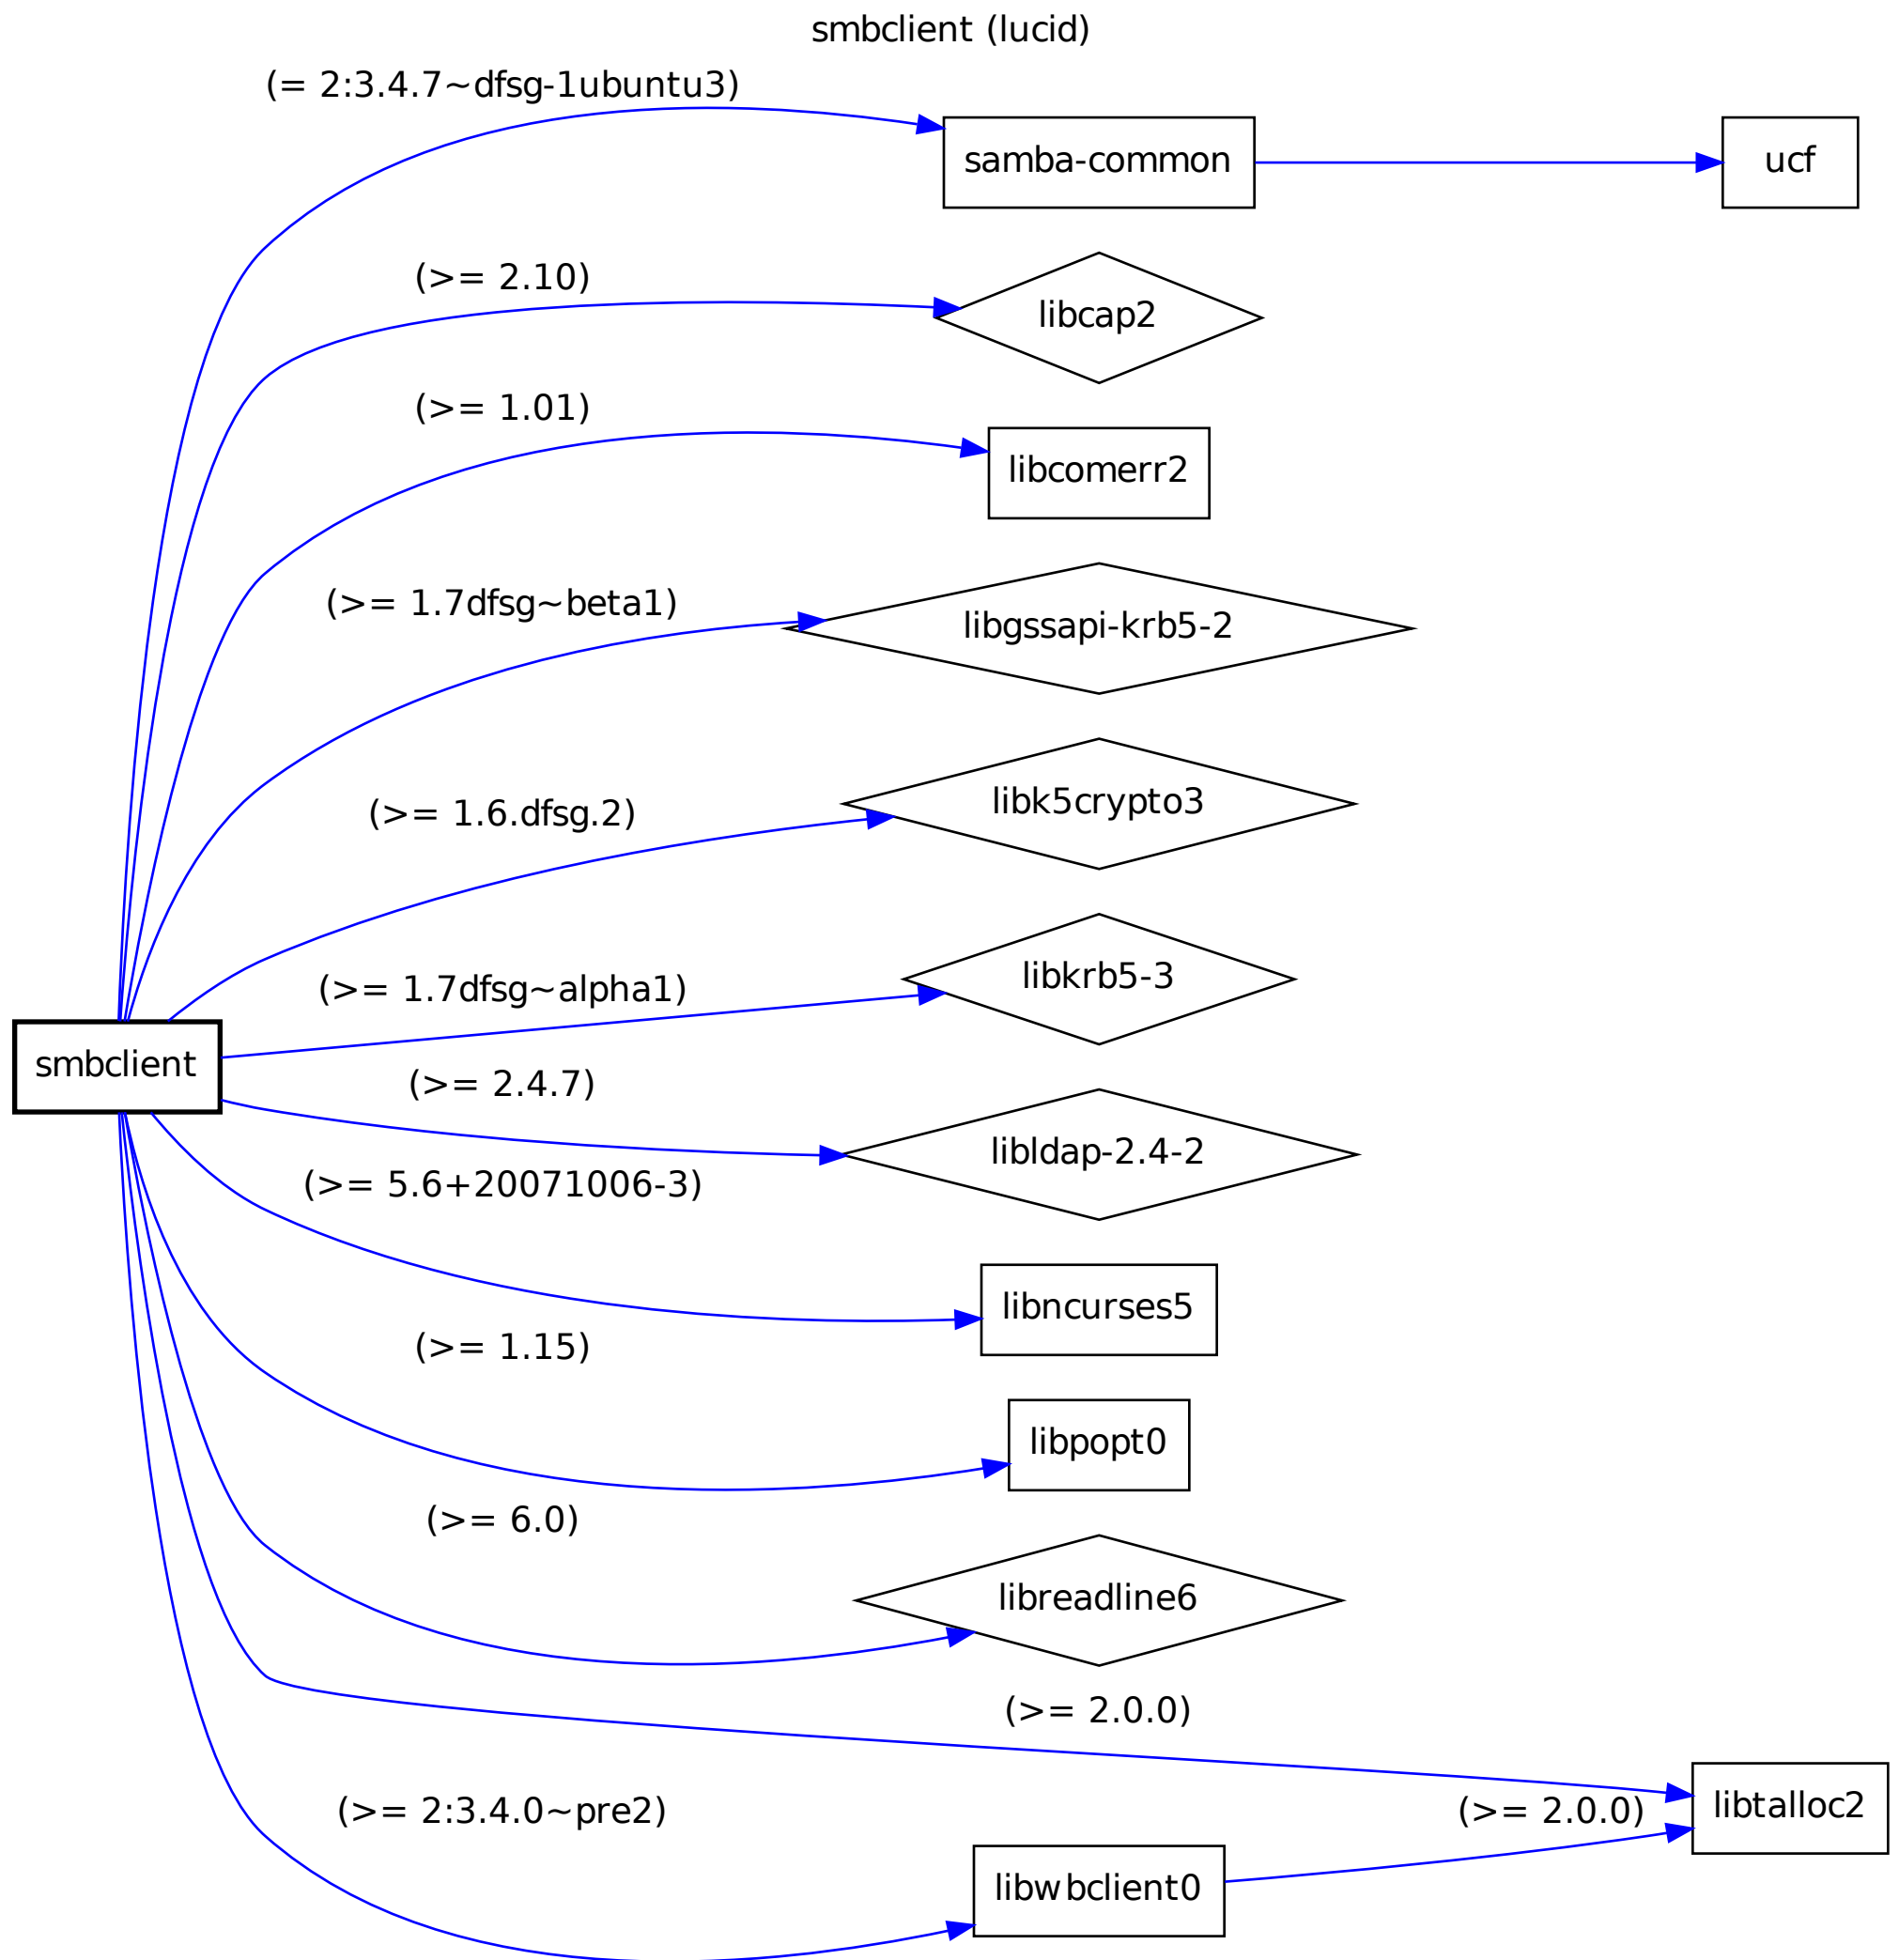 smbclient (lucid)
(= 2:3.4.7~dfsg-1ubuntu3)
samba-common
ucf
(>= 2.10)
libcap2
(>= 1.01)
libcomerr2
(>= 1.7dfsg~beta1)
libgssapi-krb5-2
(>= 1.6.dfsg.2)
libk5crypto3
(>= 1.7dfsg~alpha1)
libkrb5-3
smbclient
(>= 2.4.7)
libldap-2.4-2
(>= 5.6+20071006-3)
libncurses5
(>= 1.15)
libpopt0
(>= 6.0)
libreadline6
(>= 2.0.0)
libtalloc2
(>= 2:3.4.0~pre2)
(>= 2.0.0)
libwbclient0